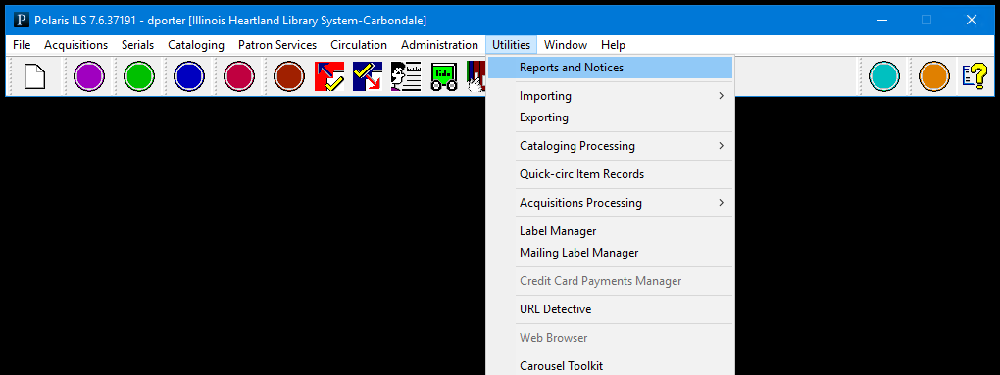 Polaris ILS 7.6.37191 - dporter [Illinois Heartland Library System-Carbondale]
File Acquisitions Serials Cataloging Patron Services Circulation Administration Utilities Window Help
Reports and Notices
Importing
Exporting
Cataloging Processing
Quick-circ Item Records
Acquisitions Processing
Label Manager
Mailing Label Manager
Credit Card Payments Manager
URL Detective
Web Browser
Carousel Toolkit